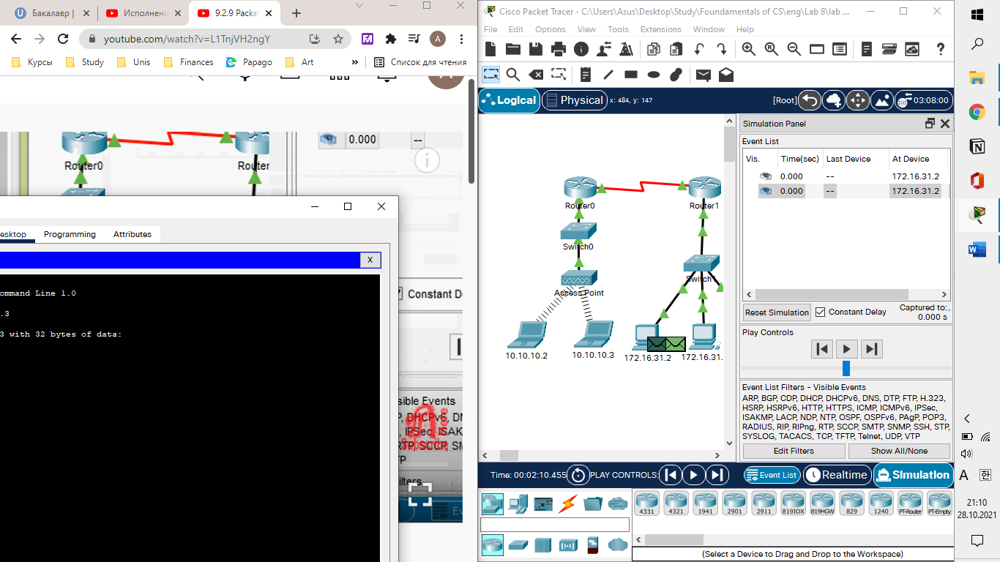 Бакалавр |
Исполнени
9.2.9 Packe
youtube.com/watch?v=L1TnjVH2ngY
A
Курсы
Study
Unis
Finances
Papago
Art
»
Список для чтения
0.000
--
Router0
Router
esktop
Programming
Attributes
X
ommand Line 1.0
.3
3 with 32 bytes of data:
Constant De
sible Events
P, DHCPv6, DN
, IPSec, ISAK
RTP, SCCP, SM
TP
ilters
Ev
Cisco Packet Tracer - C:\Users\Asus\Desktop\Study\Foundamentals of CS\eng\Lab 8\lab ...
File Edit Options View Tools Extensions Window Help
Logical
Physical
x: 484, y: 147
[Root]
03:08:00
Router0
Router1
Switch0
Switch1
Access Point
10.10.10.2
10.10.10.3
172.16.31.2
172.16.31.
Simulation Panel
Event List
Vis. Time(sec) Last Device At Device
0.000 -- 172.16.31.2
0.000 -- 172.16.31.2
Reset Simulation
Constant Delay
Captured to:
0.000 s
Play Controls
Event List Filters - Visible Events
ARP, BGP, CDP, DHCP, DHCPv6, DNS, DTP, FTP, H.323,
HSRP, HSRPv6, HTTP, HTTPS, ICMP, ICMPv6, IPSec,
ISAKMP, LACP, NDP, NTP, OSPF, OSPFv6, PAgP, POP3,
RADIUS, RIP, RIPng, RTP, SCCP, SMTP, SNMP, SSH, STP,
SYSLOG, TACACS, TCP, TFTP, Telnet, UDP, VTP
Edit Filters
Show All/None
Time: 00:02:10.455
PLAY CONTROLS:
Event List
Realtime
Simulation
4331
4321
1941
2901
2911
819IOX
819HGW
829
1240
PT-Router
PT-Empty
(Select a Device to Drag and Drop to the Workspace)
A
한
21:10
28.10.2021